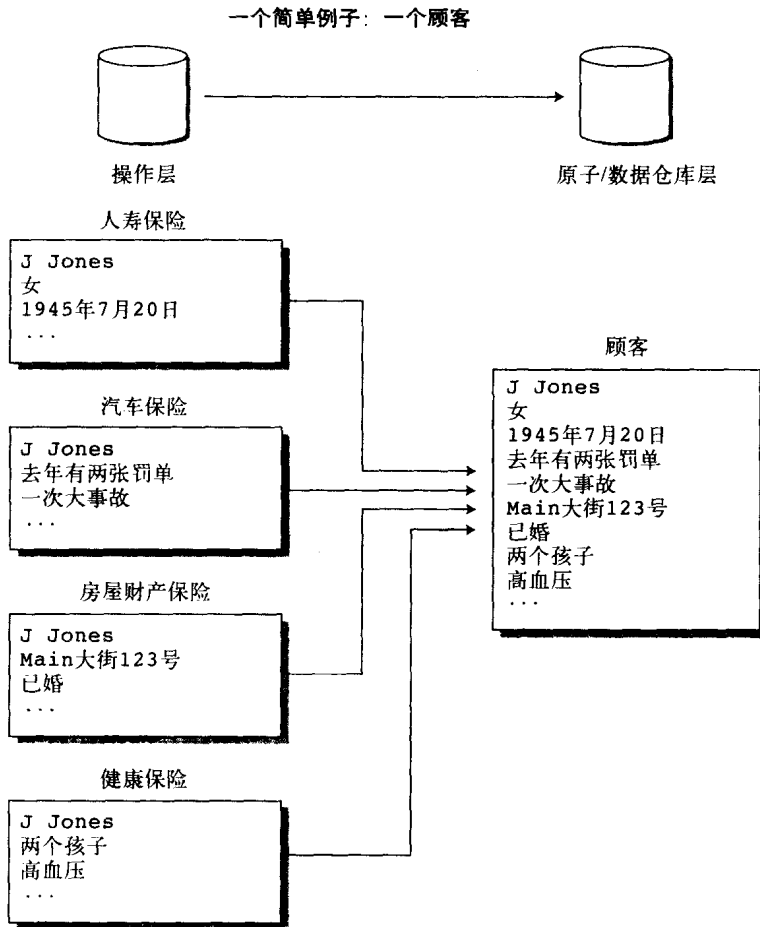 一个简单例子: 一个顾客
操作层
原子/数据仓库层
人寿保险
J Jones
女
1945年7月20日
...
汽车保险
J Jones
去年有两张罚单
一次大事故
...
房屋财产保险
J Jones
Main大街123号
已婚
...
健康保险
J Jones
两个孩子
高血压
...
顾客
J Jones
女
1945年7月20日
去年有两张罚单
一次大事故
Main大街123号
已婚
两个孩子
高血压
...